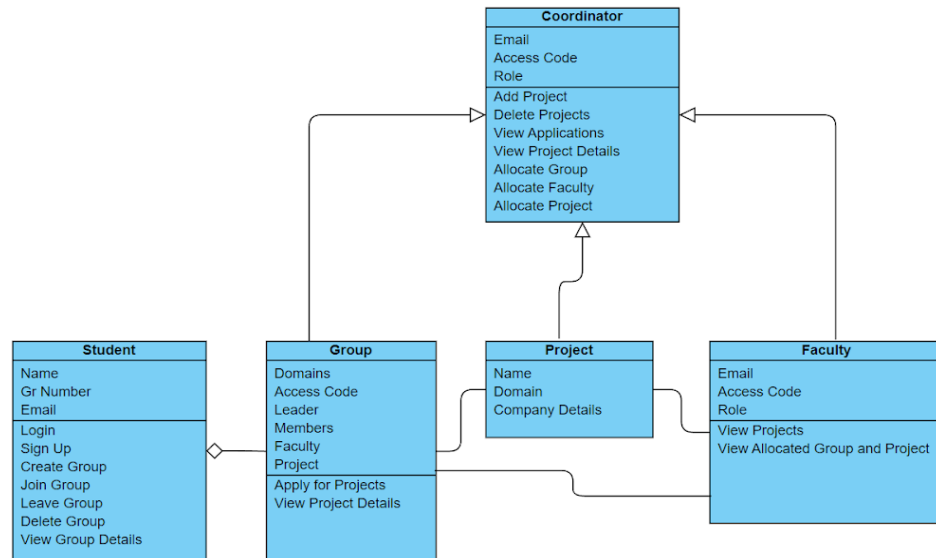 Coordinator
Email
Access Code
Role
Add Project
Delete Projects
View Applications
View Project Details
Allocate Group
Allocate Faculty
Allocate Project
Student
Name
Gr Number
Email
Login
Sign Up
Create Group
Join Group
Leave Group
Delete Group
View Group Details
Group
Domains
Access Code
Leader
Members
Faculty
Project
Apply for Projects
View Project Details
Project
Name
Domain
Company Details
Faculty
Email
Access Code
Role
View Projects
View Allocated Group and Project